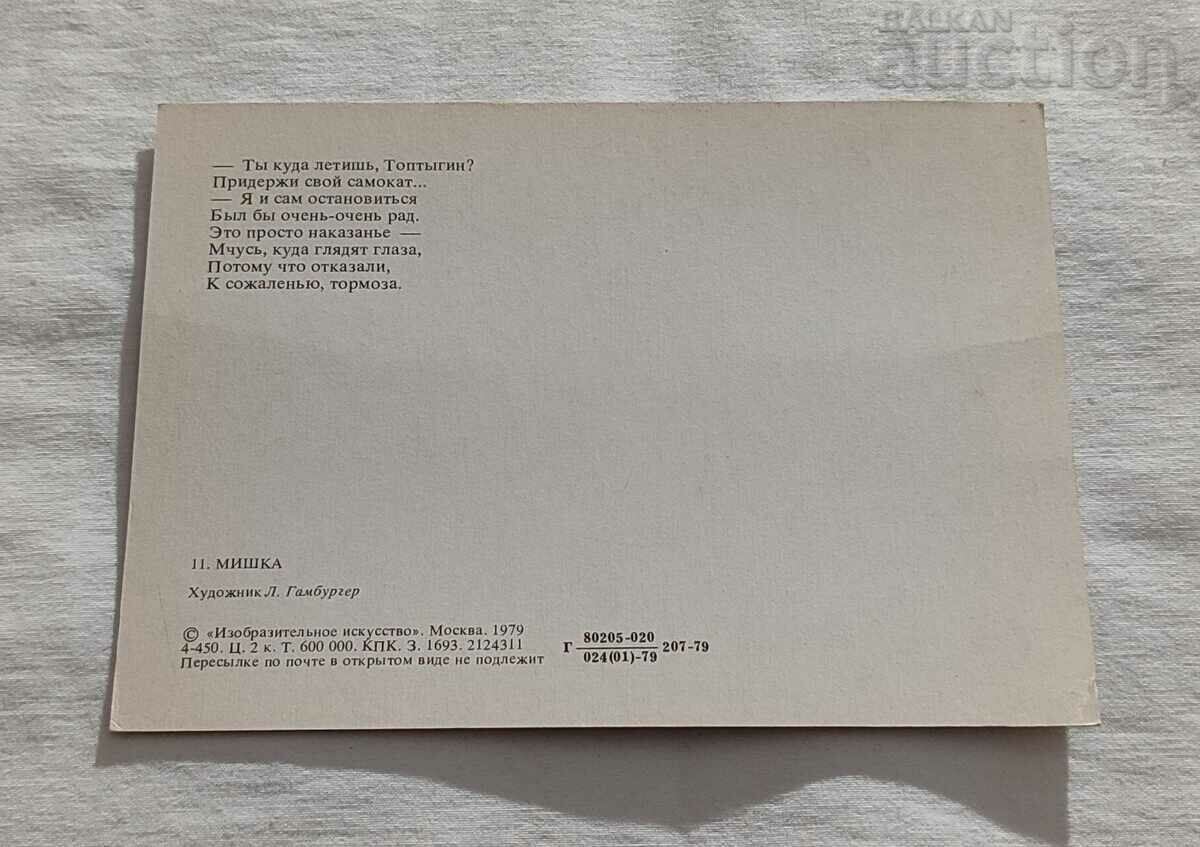 BALKAN
auction
— Ты куда летишь, Топтыгин?
Придержи свой самокат...
— Я и сам остановиться
Был бы очень-очень рад.
Это просто наказанье —
Мчусь, куда глядят глаза,
Потому что отказали,
К сожаленью, тормоза.
11. МИШКА
Художник Л. Гамбургер
© «Изобразительное искусство». Москва. 1979
4-450. Ц. 2 к. Т. 600 000. КПК. З. 1693. 2124311
Пересылке по почте в открытом виде не подлежит
Г 80205-020
024(01)-79 207-79